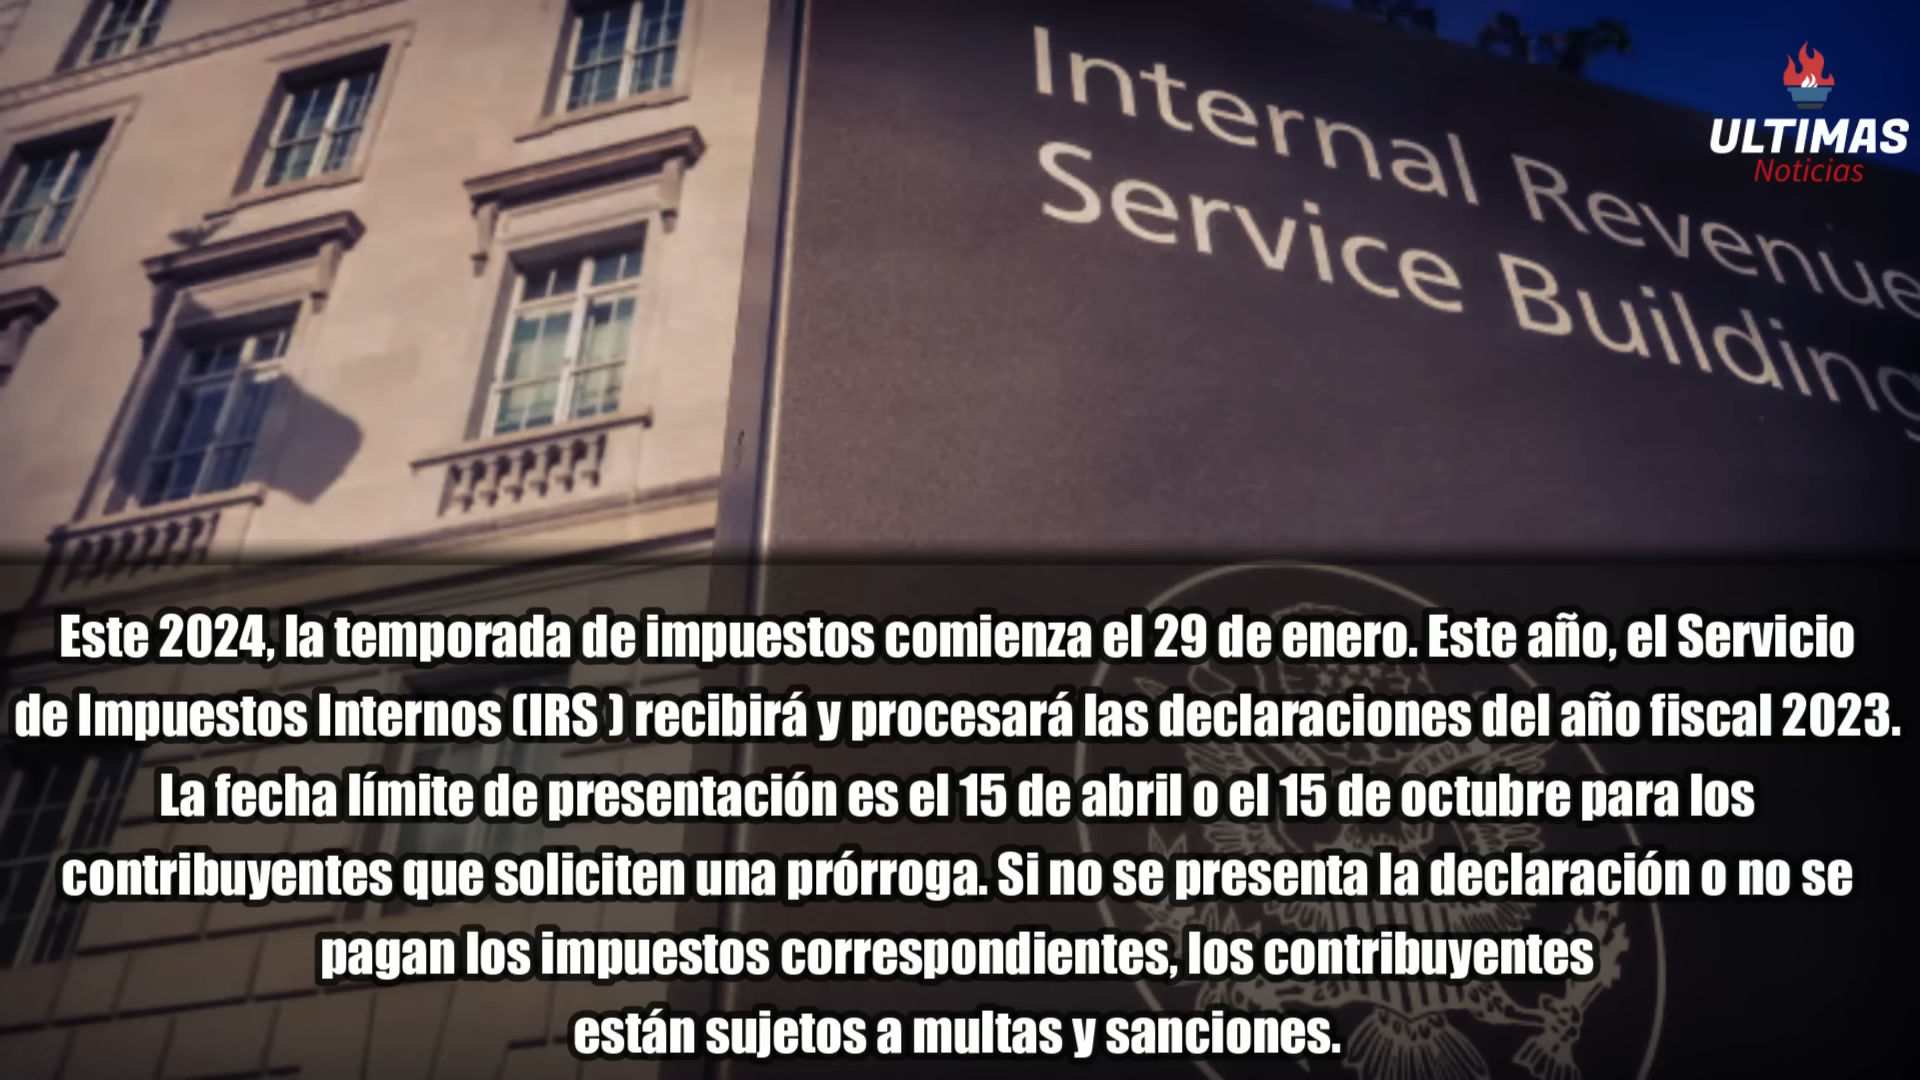 Internal Revenue
Service Building
ULTIMAS
Noticias
Este 2024, la temporada de impuestos comienza el 29 de enero. Este año, el Servicio
de Impuestos Internos (IRS ) recibirá y procesará las declaraciones del año fiscal 2023.
La fecha límite de presentación es el 15 de abril o el 15 de octubre para los
contribuyentes que soliciten una prórroga. Si no se presenta la declaración o no se
pagan los impuestos correspondientes, los contribuyentes
están sujetos a multas y sanciones.